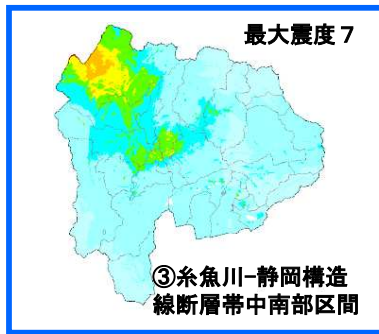 最大震度７
③糸魚川-静岡構造
線断層帯中南部区間